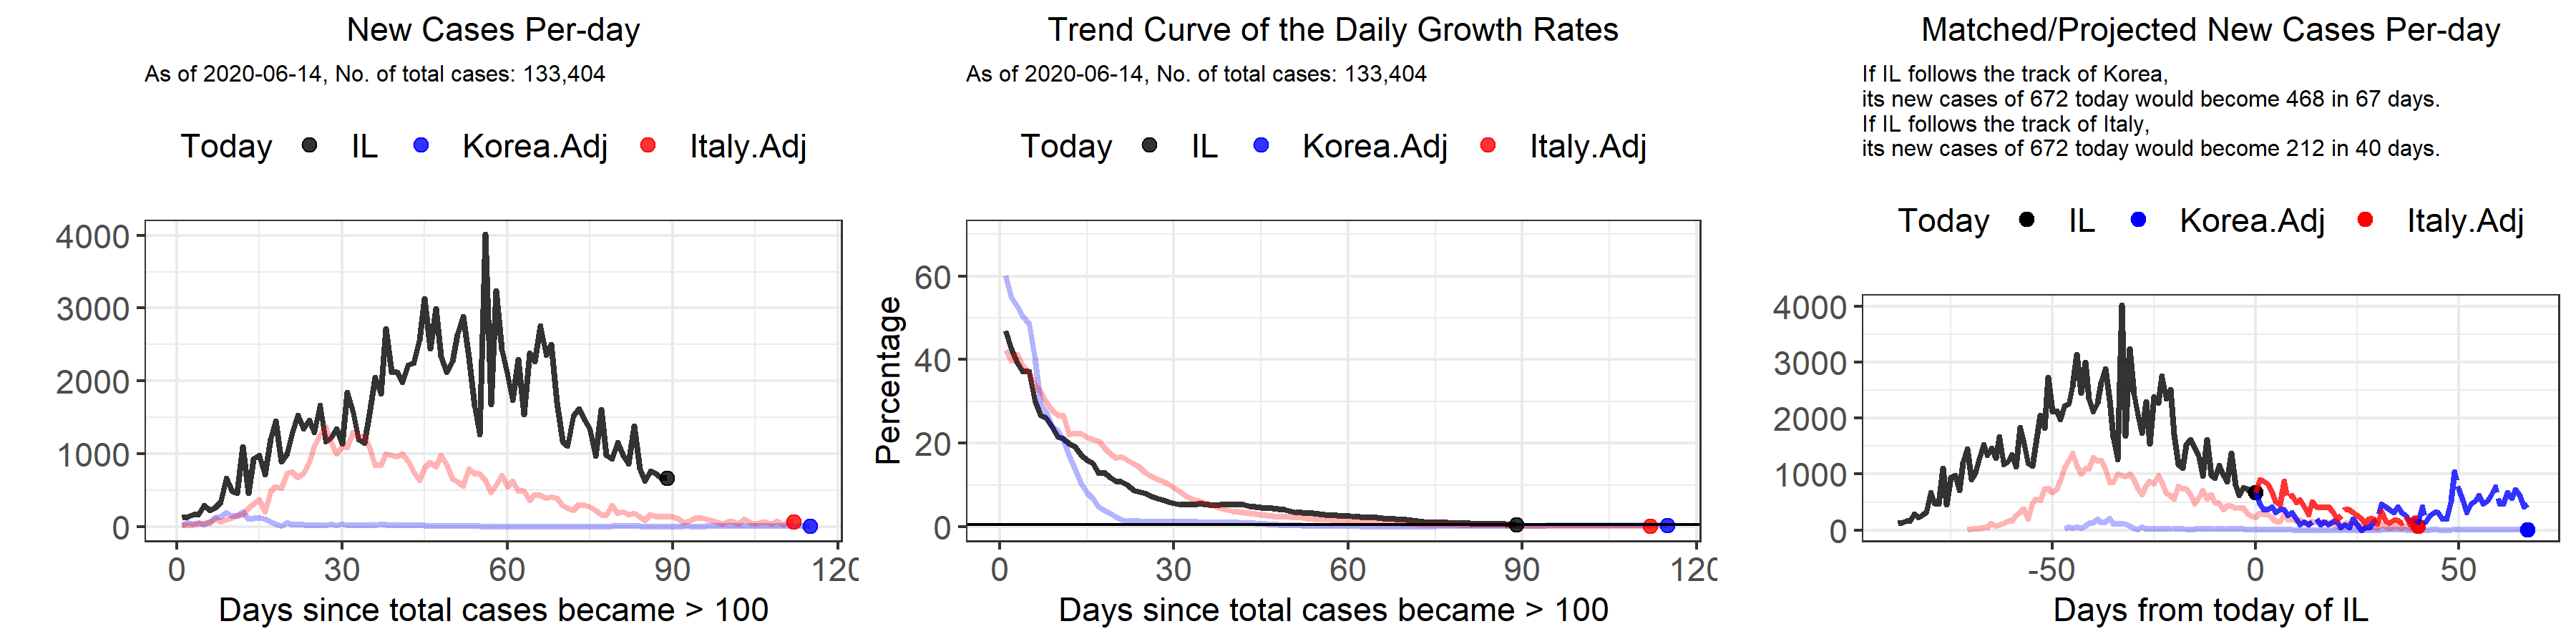 New Cases Per-day
As of 2020-06-14, No. of total cases: 133,404
Today IL Korea.Adj Italy.Adj
4000
3000
2000
1000
0
0 30 60 90 120
Days since total cases became > 100
Trend Curve of the Daily Growth Rates
As of 2020-06-14, No. of total cases: 133,404
Today IL Korea.Adj Italy.Adj
Percentage
60
40
20
0
0 30 60 90 120
Days since total cases became > 100
Matched/Projected New Cases Per-day
If IL follows the track of Korea,
its new cases of 672 today would become 468 in 67 days.
If IL follows the track of Italy,
its new cases of 672 today would become 212 in 40 days.
Today IL Korea.Adj Italy.Adj
4000
3000
2000
1000
0
-50 0 50
Days from today of IL